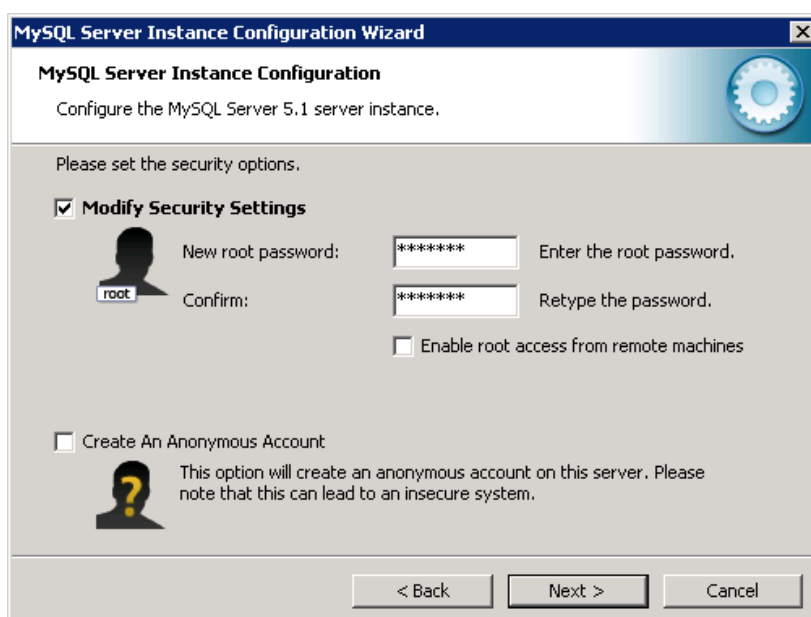 MySQL Server Instance Configuration Wizard
MySQL Server Instance Configuration
Configure the MySQL Server 5.1 server instance.
Please set the security options.
Modify Security Settings
New root password: ******* Enter the root password.
root
Confirm: ******* Retype the password.
Enable root access from remote machines
Create An Anonymous Account
This option will create an anonymous account on this server. Please
note that this can lead to an insecure system.
< Back Next > Cancel